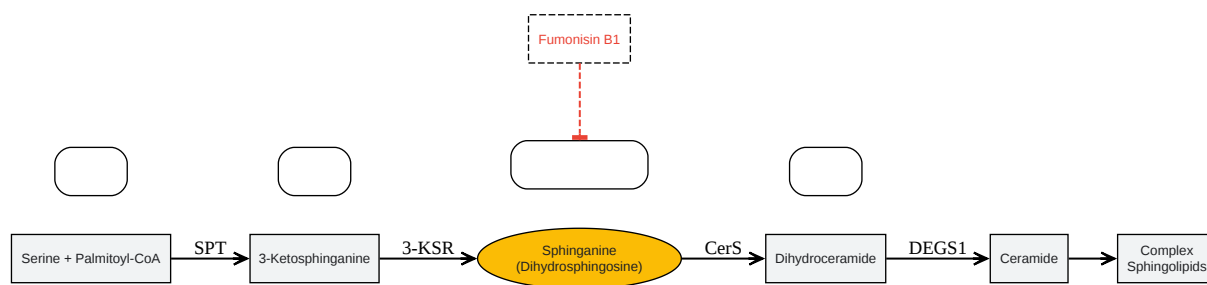 Fumonisin B1
SPT
3-KSR
CerS
DEGS1
Serine + Palmitoyl-CoA
3-Ketosphinganine
Sphinganine
(Dihydrosphingosine)
Dihydroceramide
Ceramide
Complex
Sphingolipids